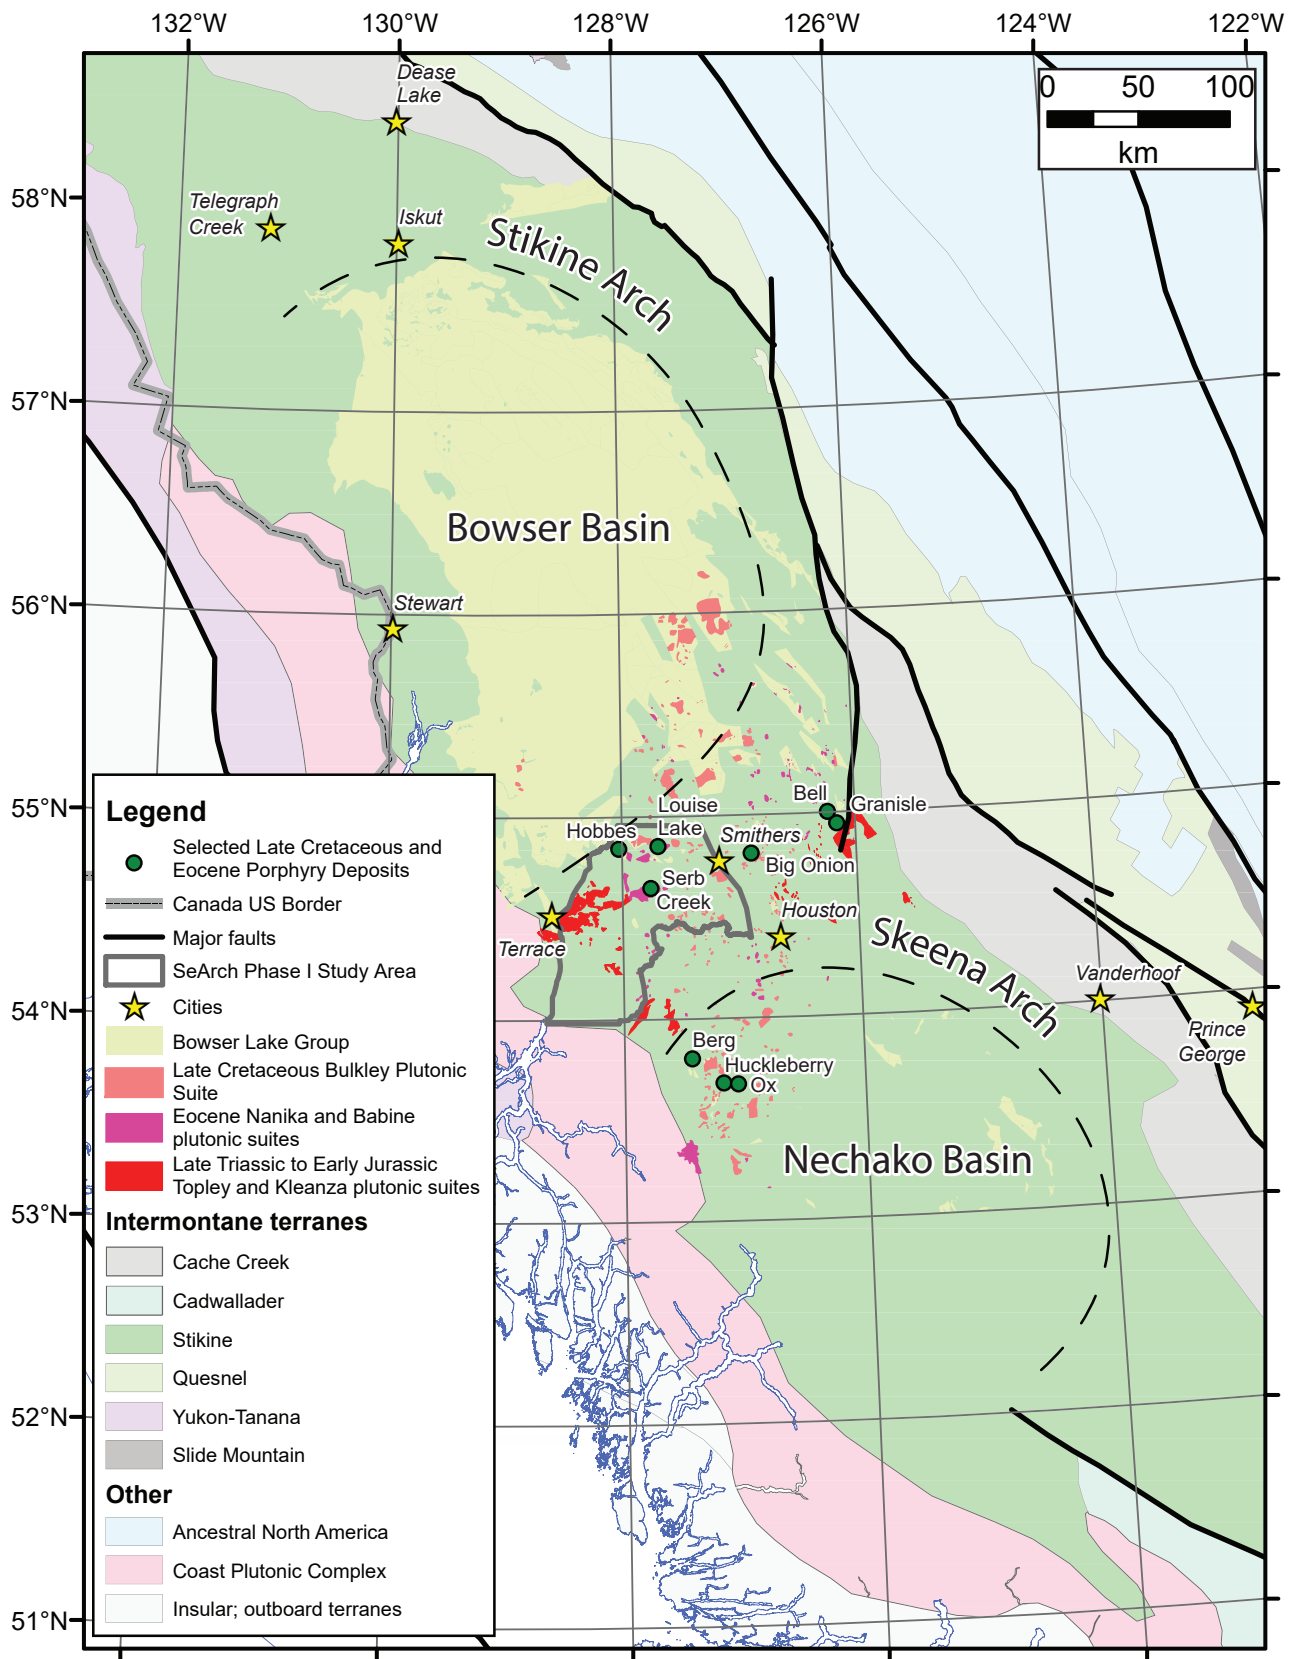 132°W
130°W
128°W
126°W
124°W
122°W
0 50 100
km
Dease
Lake
58°N
Telegraph
Creek
Iskut
Stikine Arch
57°N
Bowser Basin
56°N
Stewart
55°N
Bell
Granisle
Louise
Lake
Hobbes
Smithers
Big Onion
Serb
Creek
Houston
Terrace
Skeena Arch
Vanderhoof
54°N
Prince
George
Berg
Huckleberry
Ox
Nechako Basin
53°N
52°N
51°N
Legend
Selected Late Cretaceous and
Eocene Porphyry Deposits
Canada US Border
Major faults
SeArch Phase I Study Area
Cities
Bowser Lake Group
Late Cretaceous Bulkley Plutonic
Suite
Eocene Nanika and Babine
plutonic suites
Late Triassic to Early Jurassic
Topley and Kleanza plutonic suites
Intermontane terranes
Cache Creek
Cadwallader
Stikine
Quesnel
Yukon-Tanana
Slide Mountain
Other
Ancestral North America
Coast Plutonic Complex
Insular; outboard terranes